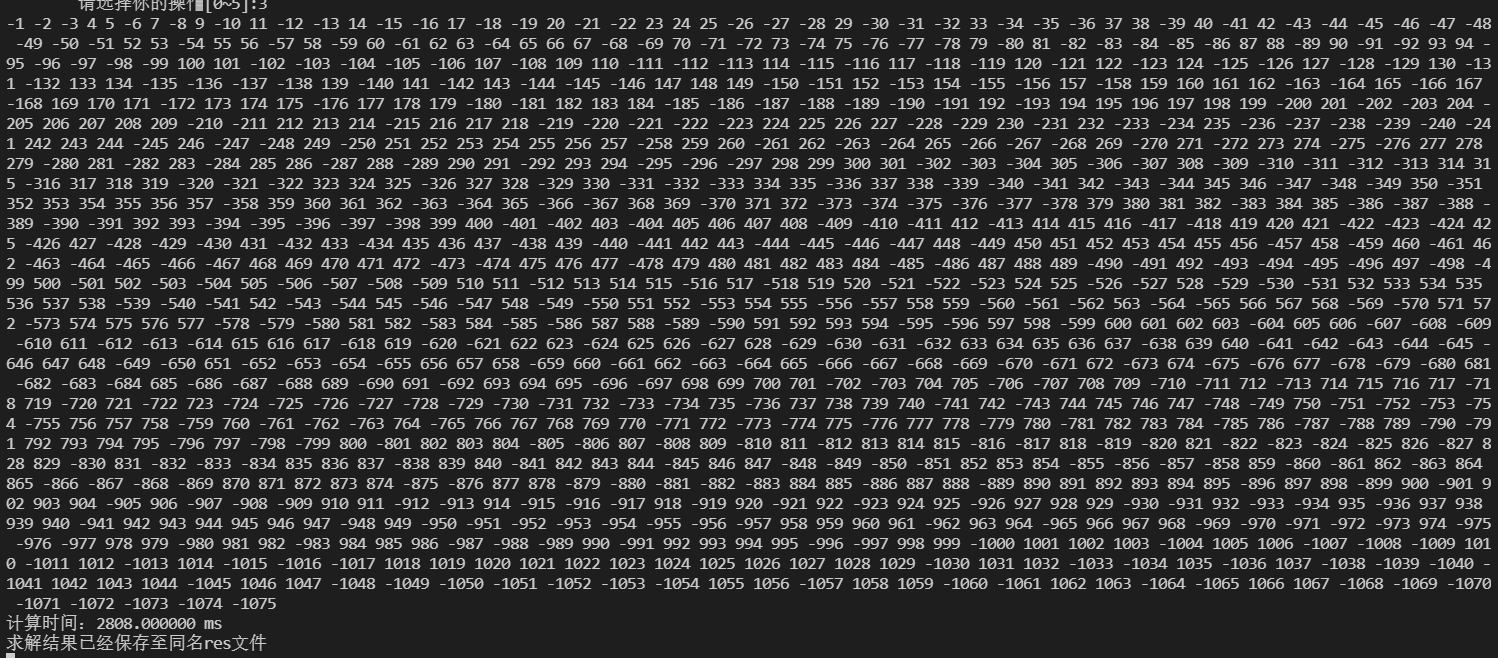 请选择你的操作[0~5]:3
-1 -2 -3 4 5 -6 7 -8 9 -10 11 -12 -13 14 -15 -16 17 -18 -19 20 -21 -22 23 24 25 -26 -27 -28 -29 -30 -31 -32 -33 -34 -35 -36 37 38 -39 40 -41 42 -43 -44 -45 -46 -47 -48
-49 -50 -51 52 53 -54 55 56 -57 58 -59 60 -61 62 63 -64 65 66 67 -68 -69 70 -71 -72 73 -74 75 -76 -77 -78 79 -80 81 -82 -83 -84 -85 -86 87 88 -89 90 -91 -92 93 94 -
95 -96 -97 -98 -99 100 101 -102 -103 -104 -105 -106 107 -108 109 110 -111 -112 -113 114 -115 -116 117 -118 -119 120 -121 122 -123 124 -125 126 127 -128 -129 130 -13
1 -132 133 134 -135 -136 -137 -138 139 -140 141 -142 143 -144 -145 -146 147 148 149 -150 -151 152 -153 154 -155 -156 157 -158 159 160 161 162 -163 -164 165 -166 167
-168 169 170 171 -172 173 174 175 -176 177 178 179 -180 -181 182 183 184 -185 -186 -187 -188 -189 -190 -191 192 -193 194 195 196 197 198 199 -200 201 -202 -203 204 -
205 206 207 208 209 -210 -211 212 213 214 -215 216 217 218 -219 -220 -221 -222 -223 224 225 226 227 -228 -229 230 -231 232 -233 -234 235 -236 -237 -238 -239 -240 -24
1 242 243 244 -245 246 -247 -248 249 -250 251 252 253 254 255 256 257 -258 259 260 -261 262 -263 -264 265 -266 -267 -268 269 -270 271 -272 273 274 -275 -276 277 278
279 -280 281 -282 283 -284 285 286 -287 288 -289 290 291 -292 293 294 -295 -296 -297 298 299 300 301 -302 -303 -304 305 -306 -307 308 -309 -310 -311 -312 -313 314 31
5 -316 317 318 319 -320 -321 -322 323 324 325 -326 327 328 -329 330 -331 -332 -333 334 335 -336 337 338 -339 -340 -341 342 -343 -344 345 346 -347 -348 -349 350 -351
352 353 354 355 356 357 -358 359 360 361 362 -363 -364 365 -366 -367 368 369 -370 371 372 -373 -374 -375 -376 -377 -378 379 380 381 382 -383 384 385 -386 -387 -388 -
389 -390 -391 392 393 -394 -395 -396 -397 -398 399 400 -401 -402 403 -404 405 406 407 408 -409 -410 -411 412 -413 414 415 416 -417 -418 419 420 421 -422 -423 -424 42
5 -426 427 -428 -429 -430 431 -432 433 -434 435 436 437 -438 439 -440 -441 442 443 -444 -445 -446 -447 448 -449 450 451 452 453 454 455 456 -457 458 -459 460 -461 46
2 -463 -464 -465 -466 -467 468 469 470 471 472 -473 -474 475 476 477 -478 479 480 481 482 483 484 -485 -486 487 488 489 -490 -491 492 -493 -494 -495 -496 497 -498 -4
99 500 -501 502 -503 -504 505 -506 -507 -508 -509 510 511 -512 513 514 515 -516 517 -518 519 520 -521 -522 -523 524 525 -526 -527 528 -529 -530 -531 532 533 534 535
536 537 538 -539 -540 -541 542 -543 -544 545 -546 -547 548 -549 -550 551 552 -553 554 555 -556 -557 558 559 -560 -561 -562 563 -564 -565 566 567 568 -569 -570 571 57
2 -573 574 575 576 577 -578 -579 -580 581 582 -583 584 -585 -586 587 588 -589 -590 591 592 593 594 -595 -596 597 598 -599 600 601 602 603 -604 605 606 -607 -608 -609
-610 611 -612 -613 -614 615 616 617 -618 619 -620 -621 622 623 -624 625 626 -627 628 -629 -630 -631 -632 633 634 635 636 637 -638 639 640 -641 -642 -643 -644 -645 -
646 647 648 -649 -650 651 -652 -653 -654 -655 656 657 658 -659 660 -661 662 -663 -664 665 -666 -667 -668 -669 -670 -671 672 -673 674 -675 -676 -677 -678 -679 -680 681
-682 -683 -684 685 -686 -687 -688 689 -690 691 -692 693 694 695 -696 -697 698 699 700 701 -702 -703 704 705 -706 -707 708 709 -710 -711 712 -713 714 715 716 717 -71
8 719 -720 721 -722 723 -724 -725 -726 -727 -728 -729 -730 -731 732 -733 -734 735 -736 737 738 739 740 -741 742 -743 744 745 746 747 -748 -749 750 -751 -752 -753 -75
4 -755 756 757 758 -759 760 -761 -762 -763 764 -765 766 767 768 769 770 -771 772 -773 -774 775 -776 777 778 -779 780 -781 782 783 784 -785 786 -787 -788 789 -790 -79
1 792 793 794 795 -796 797 -798 -799 800 -801 802 803 804 -805 -806 807 -808 809 -810 811 -812 813 814 815 -816 -817 818 -819 -820 821 -822 -823 -824 -825 826 -827 8
28 829 -830 831 -832 -833 -834 835 836 837 -838 839 840 -841 842 843 844 -845 846 847 -848 -849 -850 -851 852 853 854 -855 -856 -857 -858 859 -860 -861 862 -863 864
865 -866 -867 -868 -869 870 871 872 873 874 -875 -876 877 878 -879 -880 -881 -882 -883 884 885 -886 887 888 -889 890 891 892 893 894 895 -896 897 898 -899 900 -901 9
02 903 904 -905 906 -907 -908 -909 910 911 -912 -913 914 -915 -916 -917 918 -919 920 -921 922 -923 924 925 -926 927 928 929 -930 -931 932 -933 -934 935 -936 937 938
939 940 -941 942 943 944 945 946 947 -948 949 -950 -951 -952 -953 -954 -955 -956 -957 958 959 960 961 -962 963 964 -965 966 967 968 -969 -970 -971 -972 -973 974 -975
-976 -977 978 979 -980 981 982 -983 984 985 986 -987 -988 -989 990 -991 992 993 994 995 -996 -997 998 999 -1000 1001 1002 1003 -1004 1005 1006 -1007 -1008 -1009 101
0 -1011 1012 -1013 1014 -1015 -1016 -1017 1018 1019 1020 1021 1022 1023 1024 1025 1026 1027 1028 1029 -1030 1031 1032 -1033 -1034 1035 -1036 1037 -1038 -1039 -1040 -
1041 1042 1043 1044 -1045 1046 1047 -1048 -1049 -1050 -1051 -1052 -1053 -1054 1055 1056 -1057 1058 1059 -1060 -1061 1062 1063 -1064 -1065 1066 1067 -1068 -1069 -1070
-1071 -1072 -1073 -1074 -1075
计算时间：2808.000000 ms
求解结果已经保存至同名res文件